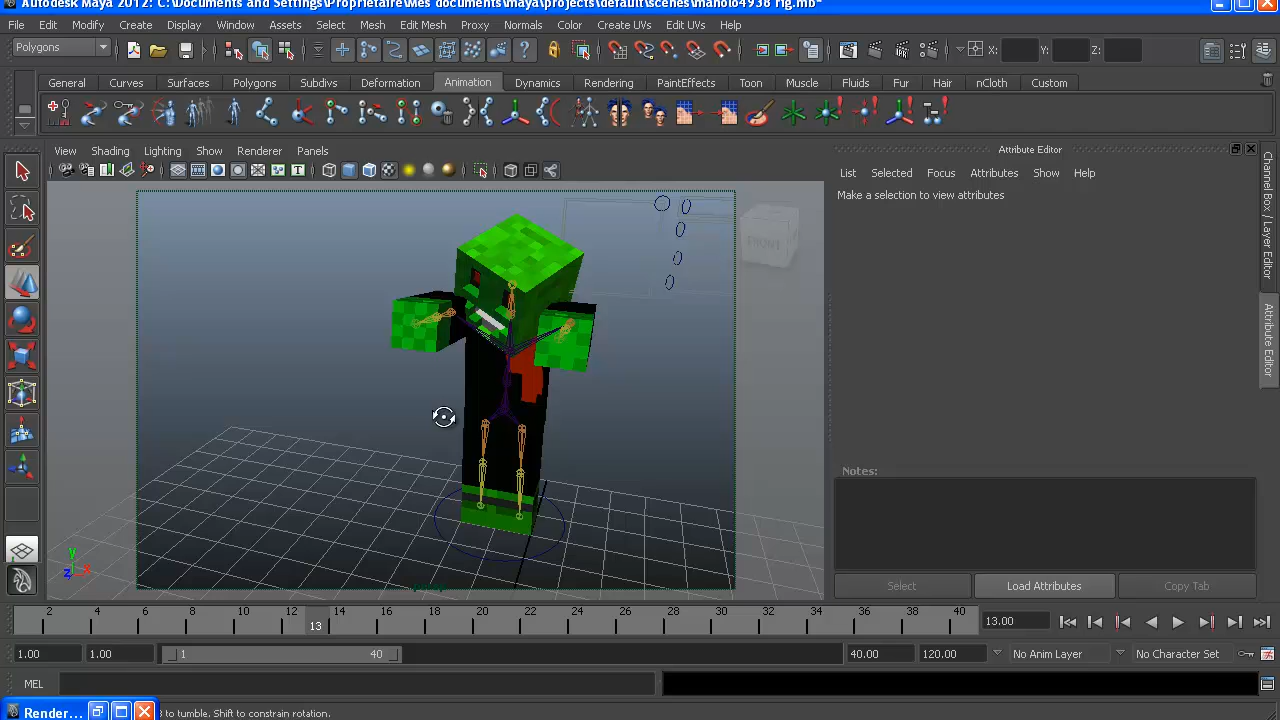 Autodesk Maya 2012: C:\Documents and Settings\Propriétaire\Mes documents\maya\projects\default\scenes\manolo4938 rig.mb*
File Edit Modify Create Display Window Assets Select Mesh Edit Mesh Proxy Normals Color Create UVs Edit UVs Help
Polygons X: Y: Z:
General Curves Surfaces Polygons Subdivs Deformation Animation Dynamics Rendering PaintEffects Toon Muscle Fluids Fur Hair nCloth Custom
View Shading Lighting Show Renderer Panels
Attribute Editor
List Selected Focus Attributes Show Help
Make a selection to view attributes
FRONT
Channel Box / Layer Editor
Attribute Editor
Notes:
Select Load Attributes Copy Tab
y
z x
2 4 6 8 10 12 14 16 18 20 22 24 26 28 30 32 34 36 38 40
13 13.00
1.00 1.00 1 40 40.00 120.00 No Anim Layer No Character Set
MEL
Render... 3 to tumble. Shift to constrain rotation.